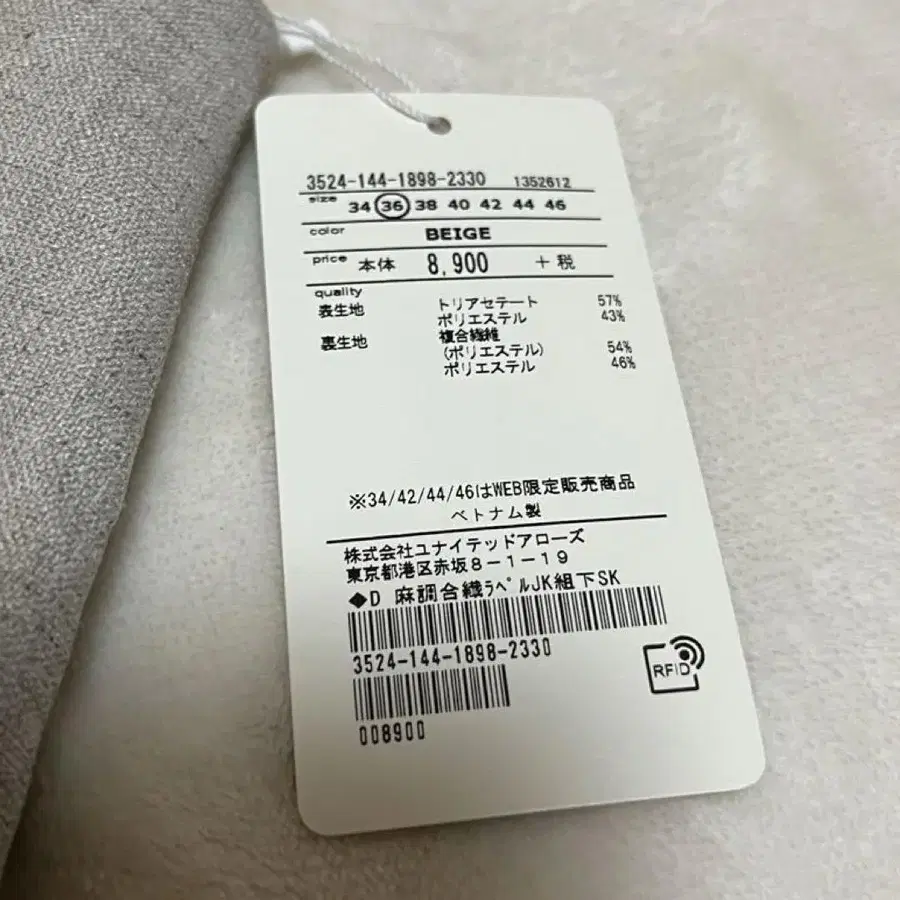 3524-144-1898-2330 1352612
size 34 36 38 40 42 44 46
color BEIGE
price 本体 8,900 +税
quality
表生地 トリアセテート 57%
ポリエステル 43%
裏生地 複合繊維
(ポリエステル) 54%
ポリエステル 46%
※34/42/44/46はWEB限定販売商品
ベトナム製
株式会社ユナイテッドアローズ
東京都港区赤坂8-1-19
◆D 麻調合繊ラペルJK組下SK
3524-144-1898-2330
RFID
008900